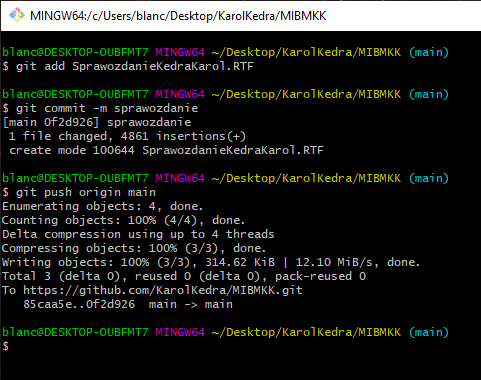 MINGW64:/c/Users/blanc/Desktop/KarolKedra/MIBMKK
blanc@DESKTOP-OUBFMT7 MINGW64 ~/Desktop/KarolKedra/MIBMKK (main)
$ git add SprawozdanieKedraKarol.RTF
blanc@DESKTOP-OUBFMT7 MINGW64 ~/Desktop/KarolKedra/MIBMKK (main)
$ git commit -m sprawozdanie
[main 0f2d926] sprawozdanie
 1 file changed, 4861 insertions(+)
 create mode 100644 SprawozdanieKedraKarol.RTF
blanc@DESKTOP-OUBFMT7 MINGW64 ~/Desktop/KarolKedra/MIBMKK (main)
$ git push origin main
Enumerating objects: 4, done.
Counting objects: 100% (4/4), done.
Delta compression using up to 4 threads
Compressing objects: 100% (3/3), done.
Writing objects: 100% (3/3), 314.62 KiB | 12.10 MiB/s, done.
Total 3 (delta 0), reused 0 (delta 0), pack-reused 0
To https://github.com/KarolKedra/MIBMKK.git
   85caa5e..0f2d926  main -> main
blanc@DESKTOP-OUBFMT7 MINGW64 ~/Desktop/KarolKedra/MIBMKK (main)
$